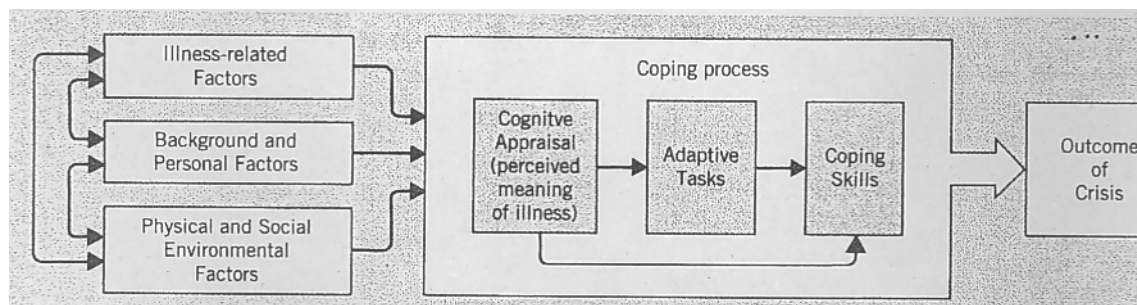 Illness-related
Factors
Background and
Personal Factors
Physical and Social
Environmental
Factors
Coping process
Cognitve
Appraisal
(perceived
meaning
of illness)
Adaptive
Tasks
Coping
Skills
Outcome
of
Crisis